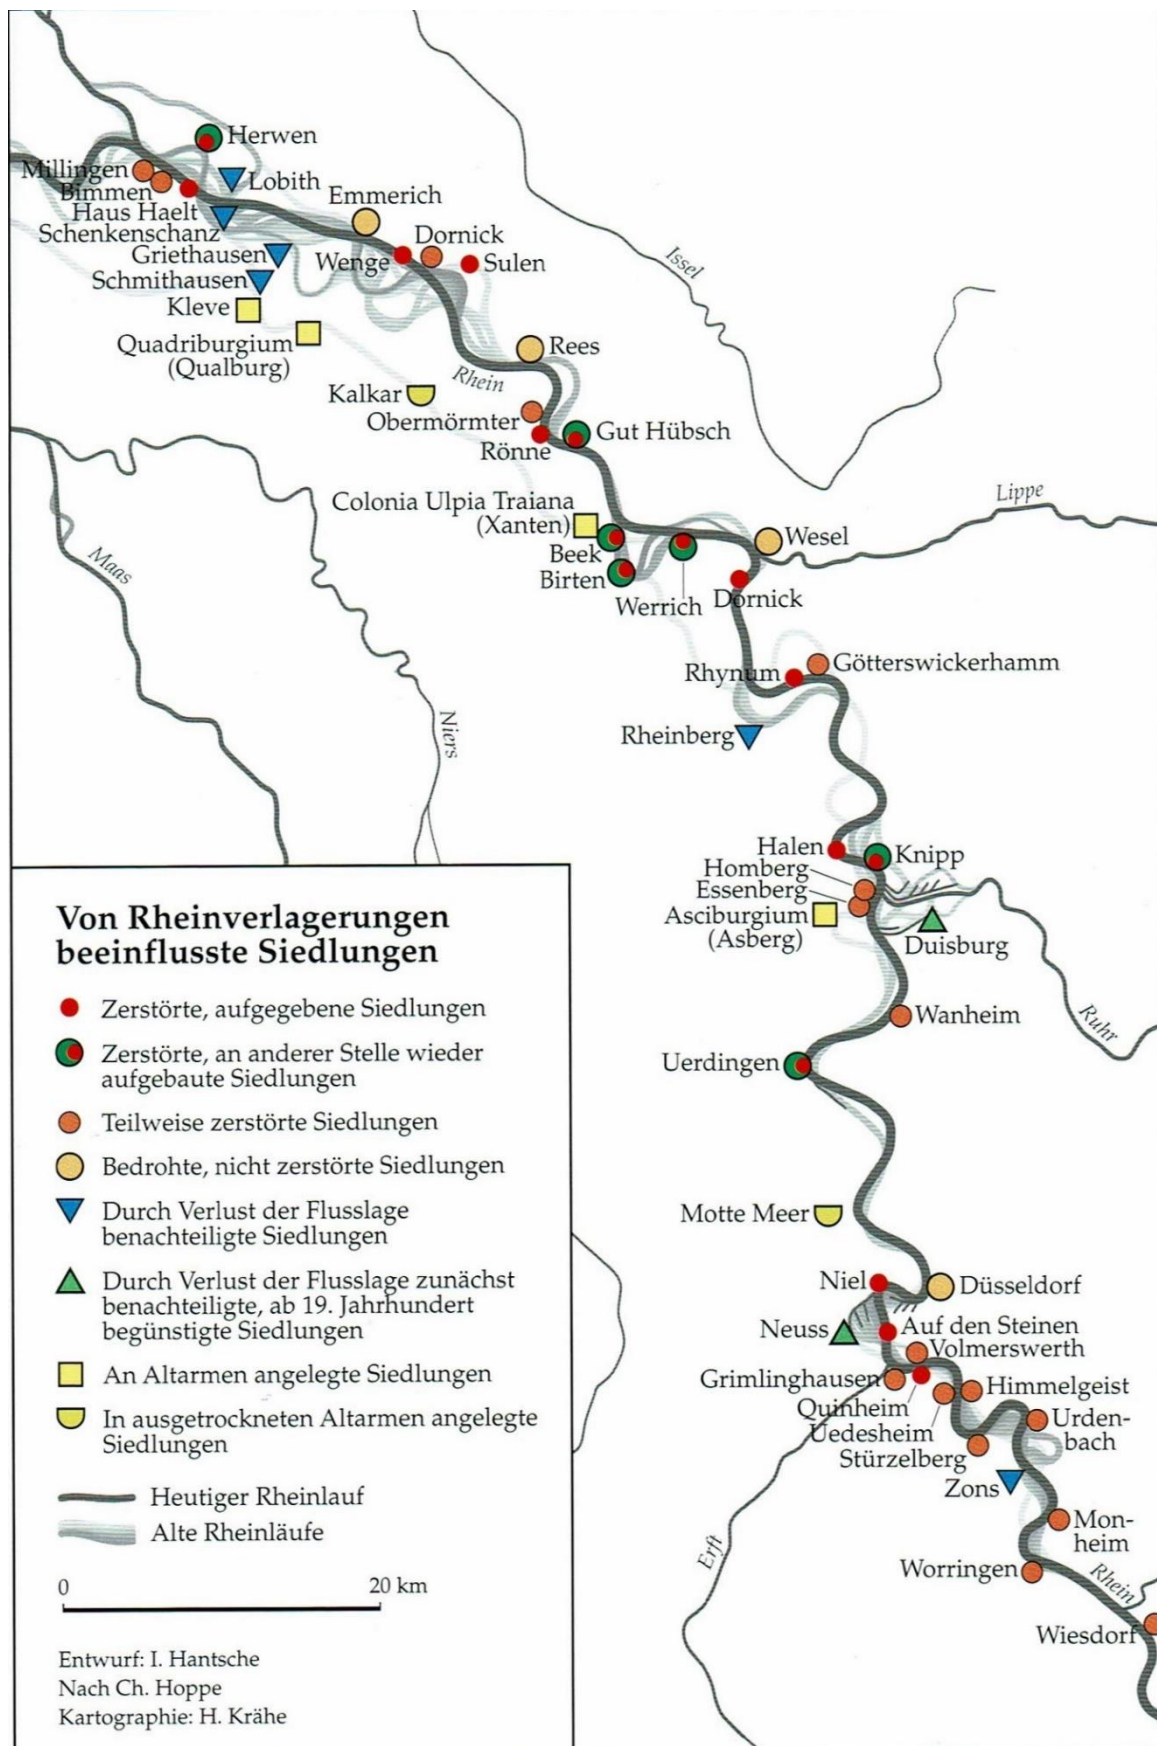 Herwen
Millingen
Bimmen
Lobith
Haus Haelt
Schenkenschanz
Emmerich
Griethausen
Wenge
Dornick
Sulen
Schmithausen
Kleve
Quadriburgium
(Qualburg)
Issel
Rees
Rhein
Kalkar
Obermörmter
Rönne
Gut Hübsch
Colonia Ulpia Traiana
(Xanten)
Lippe
Wesel
Beek
Birten
Werrich
Dornick
Maas
Niers
Rhynum
Götterswickerhamm
Rheinberg
Halen
Knipp
Homberg
Essenberg
Asciburgium
(Asberg)
Duisburg
Ruhr
Wanheim
Uerdingen
Motte Meer
Niel
Düsseldorf
Neuss
Auf den Steinen
Volmerswerth
Grimlinghausen
Himmelgeist
Quinheim
Uedesheim
Stürzelberg
Urden-
bach
Zons
Mon-
heim
Erft
Worringen
Rhein
Wiesdorf
Von Rheinverlagerungen
beeinflusste Siedlungen
Zerstörte, aufgegebene Siedlungen
Zerstörte, an anderer Stelle wieder
aufgebaute Siedlungen
Teilweise zerstörte Siedlungen
Bedrohte, nicht zerstörte Siedlungen
Durch Verlust der Flusslage
benachteiligte Siedlungen
Durch Verlust der Flusslage zunächst
benachteiligte, ab 19. Jahrhundert
begünstigte Siedlungen
An Altarmen angelegte Siedlungen
In ausgetrockneten Altarmen angelegte
Siedlungen
Heutiger Rheinlauf
Alte Rheinläufe
0 20 km
Entwurf: I. Hantsche
Nach Ch. Hoppe
Kartographie: H. Krähe